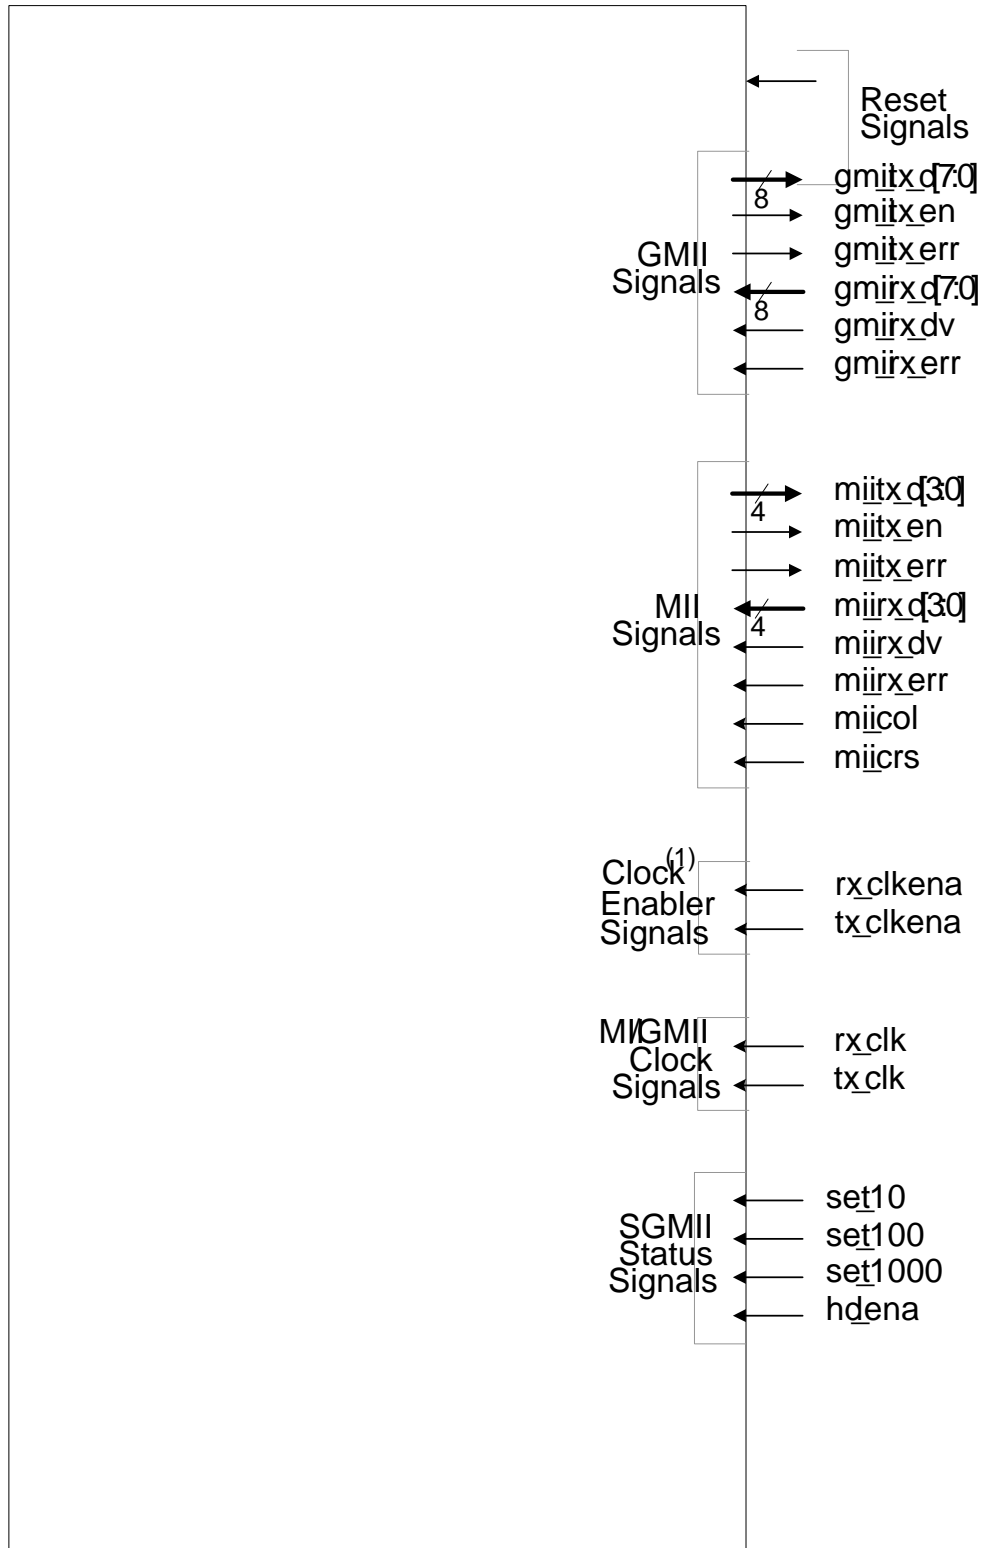 Reset
Signals
gmii_tx_d[7:0]
8
gmii_tx_en
gmii_tx_err
GMII
Signals
gmii_rx_d[7:0]
8
gmii_rx_dv
gmii_rx_err
mii_tx_d[3:0]
4
mii_tx_en
mii_tx_err
MII
Signals
mii_rx_d[3:0]
4
mii_rx_dv
mii_rx_err
mii_col
mii_crs
Clock(1)
Enabler
Signals
rx_clkena
tx_clkena
MII/GMII
Clock
Signals
rx_clk
tx_clk
SGMII
Status
Signals
set_10
set_100
set_1000
hd_ena